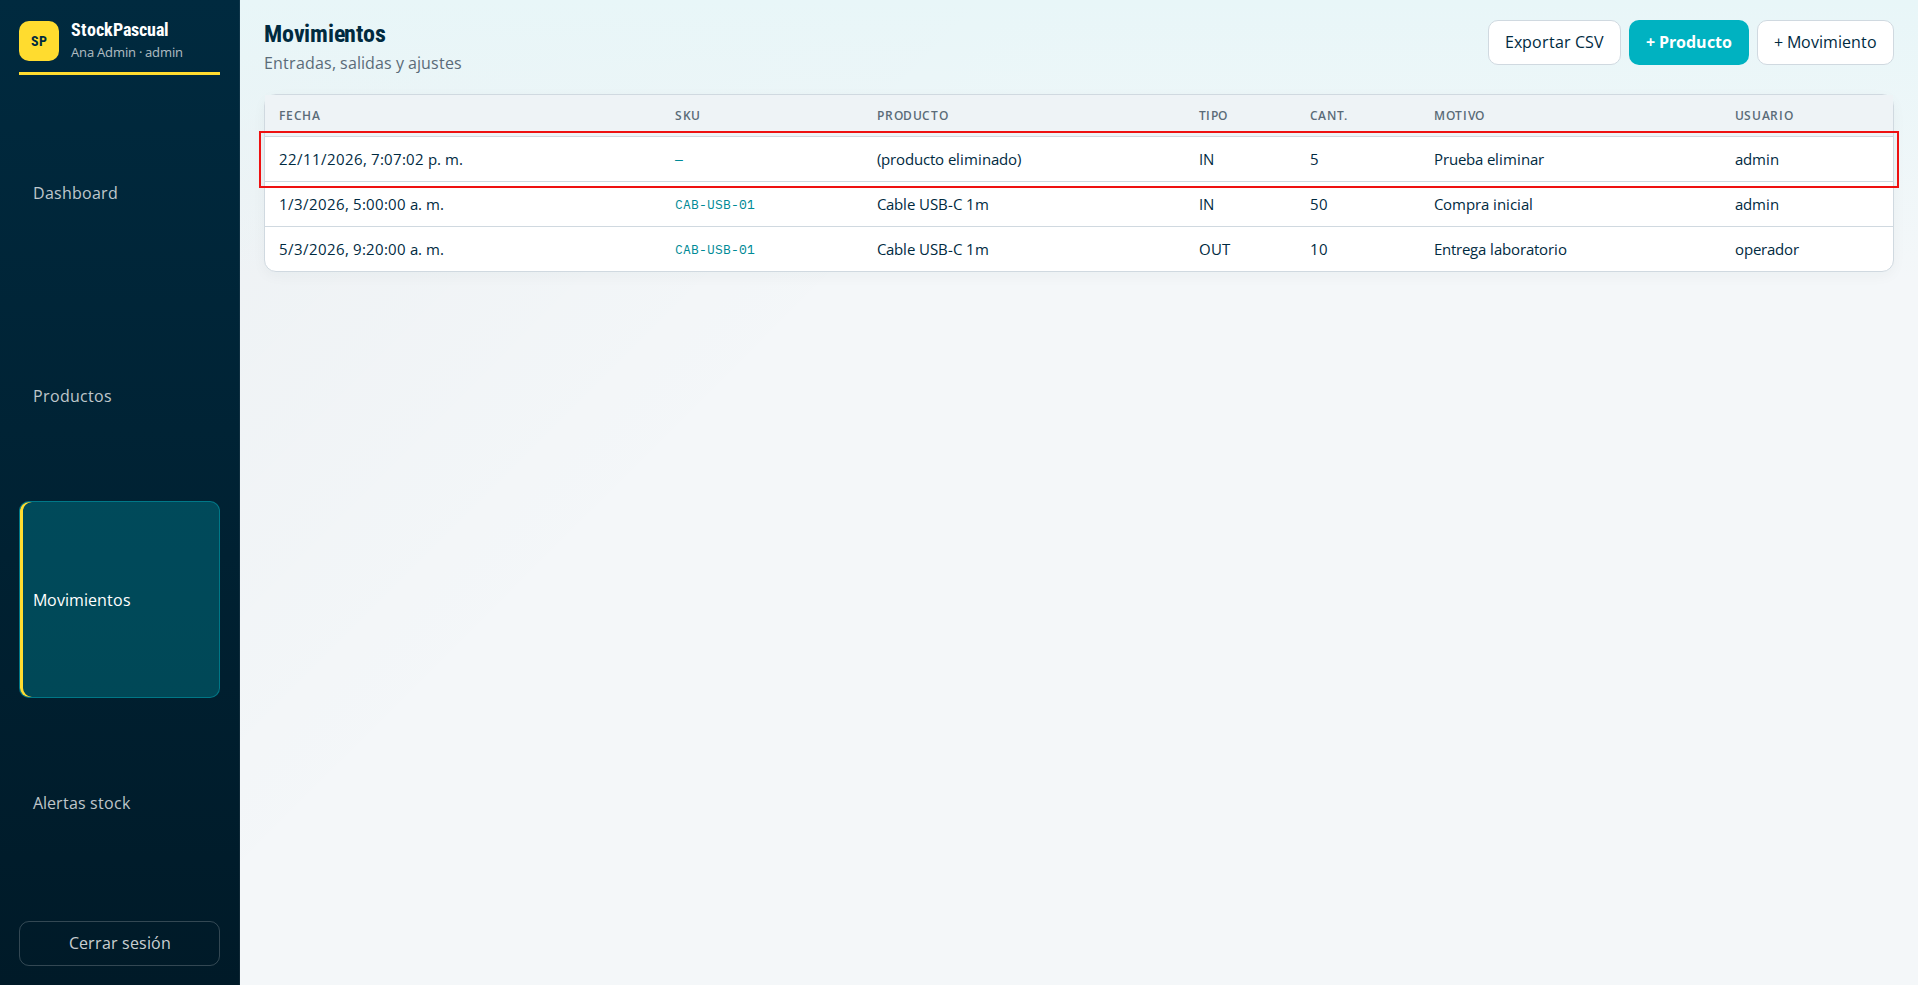 SP
StockPascual
Ana Admin · admin
Dashboard
Productos
Movimientos
Alertas stock
Cerrar sesión
Movimientos
Entradas, salidas y ajustes
Exportar CSV
+ Producto
+ Movimiento
FECHA SKU PRODUCTO TIPO CANT. MOTIVO USUARIO
22/11/2026, 7:07:02 p. m. — (producto eliminado) IN 5 Prueba eliminar admin
1/3/2026, 5:00:00 a. m. CAB-USB-01 Cable USB-C 1m IN 50 Compra inicial admin
5/3/2026, 9:20:00 a. m. CAB-USB-01 Cable USB-C 1m OUT 10 Entrega laboratorio operador